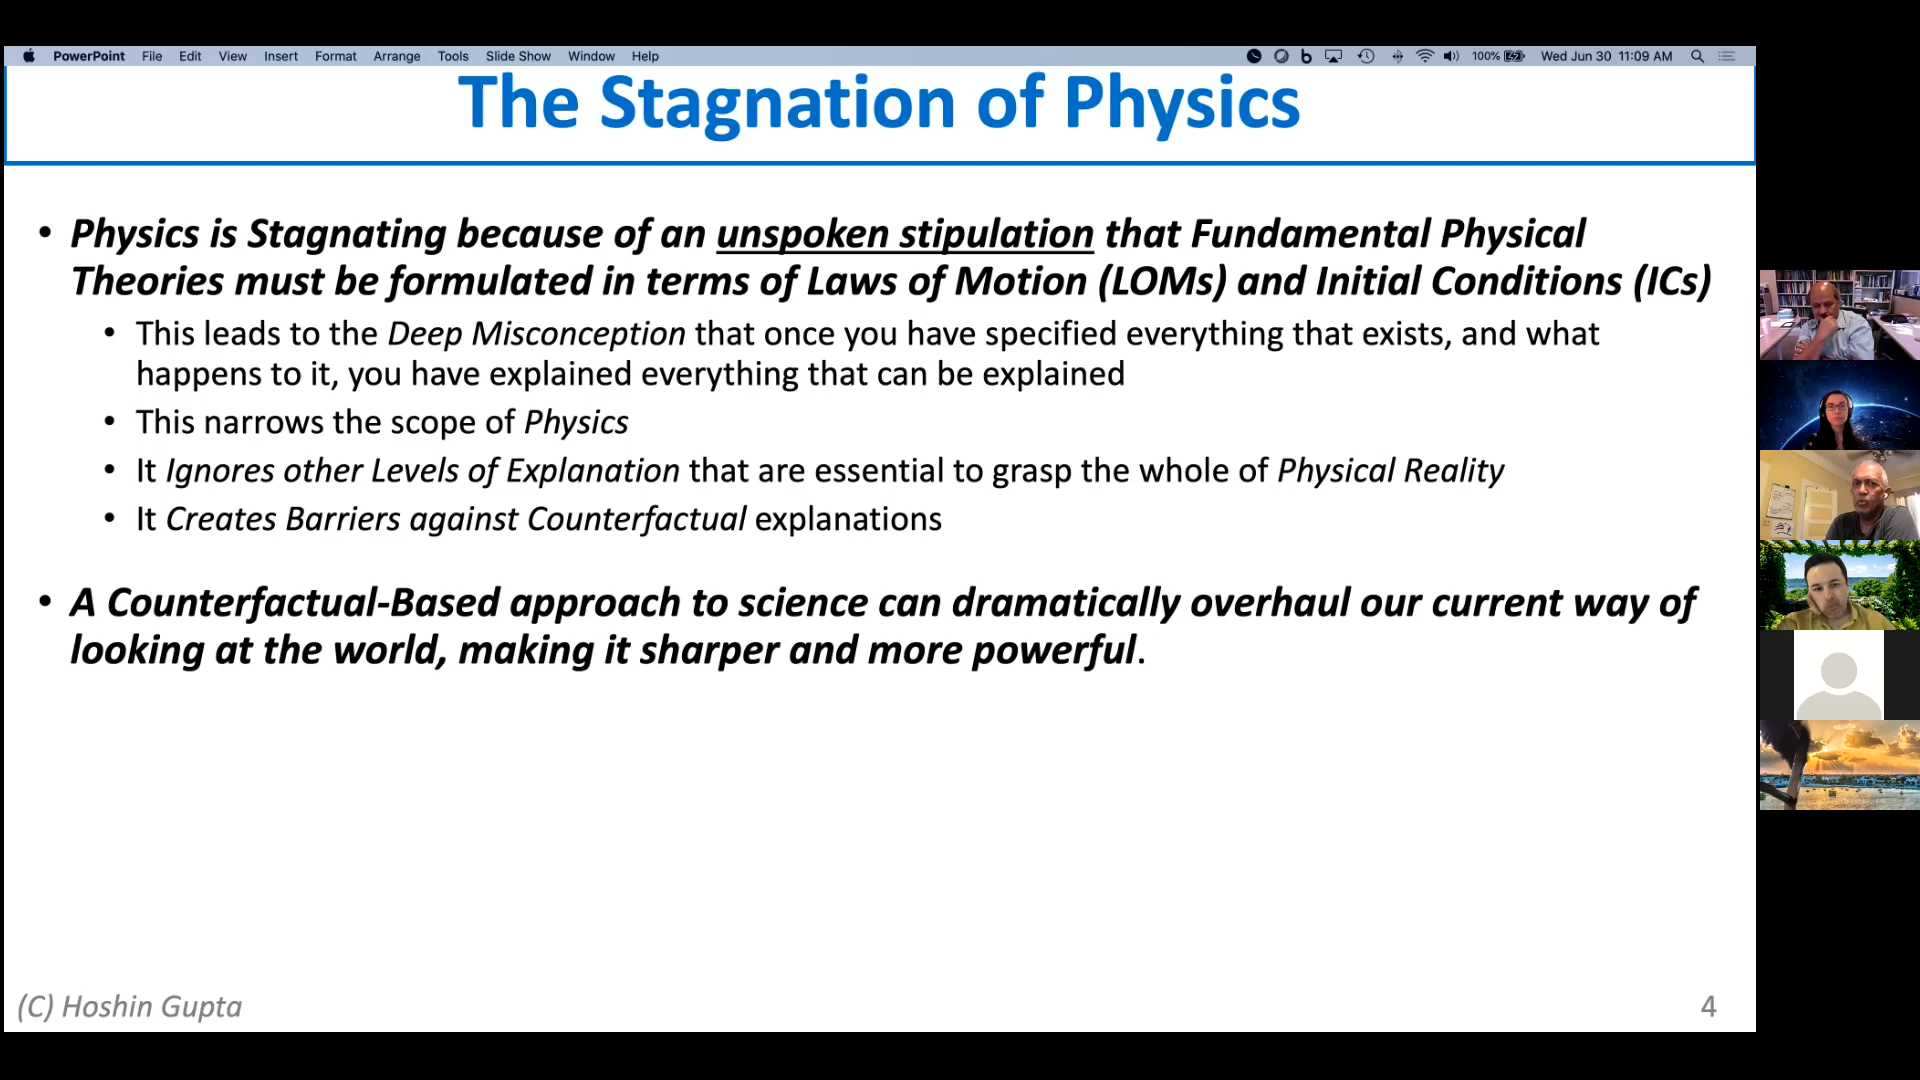 PowerPoint File Edit View Insert Format Arrange Tools Slide Show Window Help 100% Wed Jun 30 11:09 AM
The Stagnation of Physics
• Physics is Stagnating because of an unspoken stipulation that Fundamental Physical
Theories must be formulated in terms of Laws of Motion (LOMs) and Initial Conditions (ICs)
• This leads to the Deep Misconception that once you have specified everything that exists, and what
happens to it, you have explained everything that can be explained
• This narrows the scope of Physics
• It Ignores other Levels of Explanation that are essential to grasp the whole of Physical Reality
• It Creates Barriers against Counterfactual explanations
• A Counterfactual-Based approach to science can dramatically overhaul our current way of
looking at the world, making it sharper and more powerful.
(C) Hoshin Gupta
4